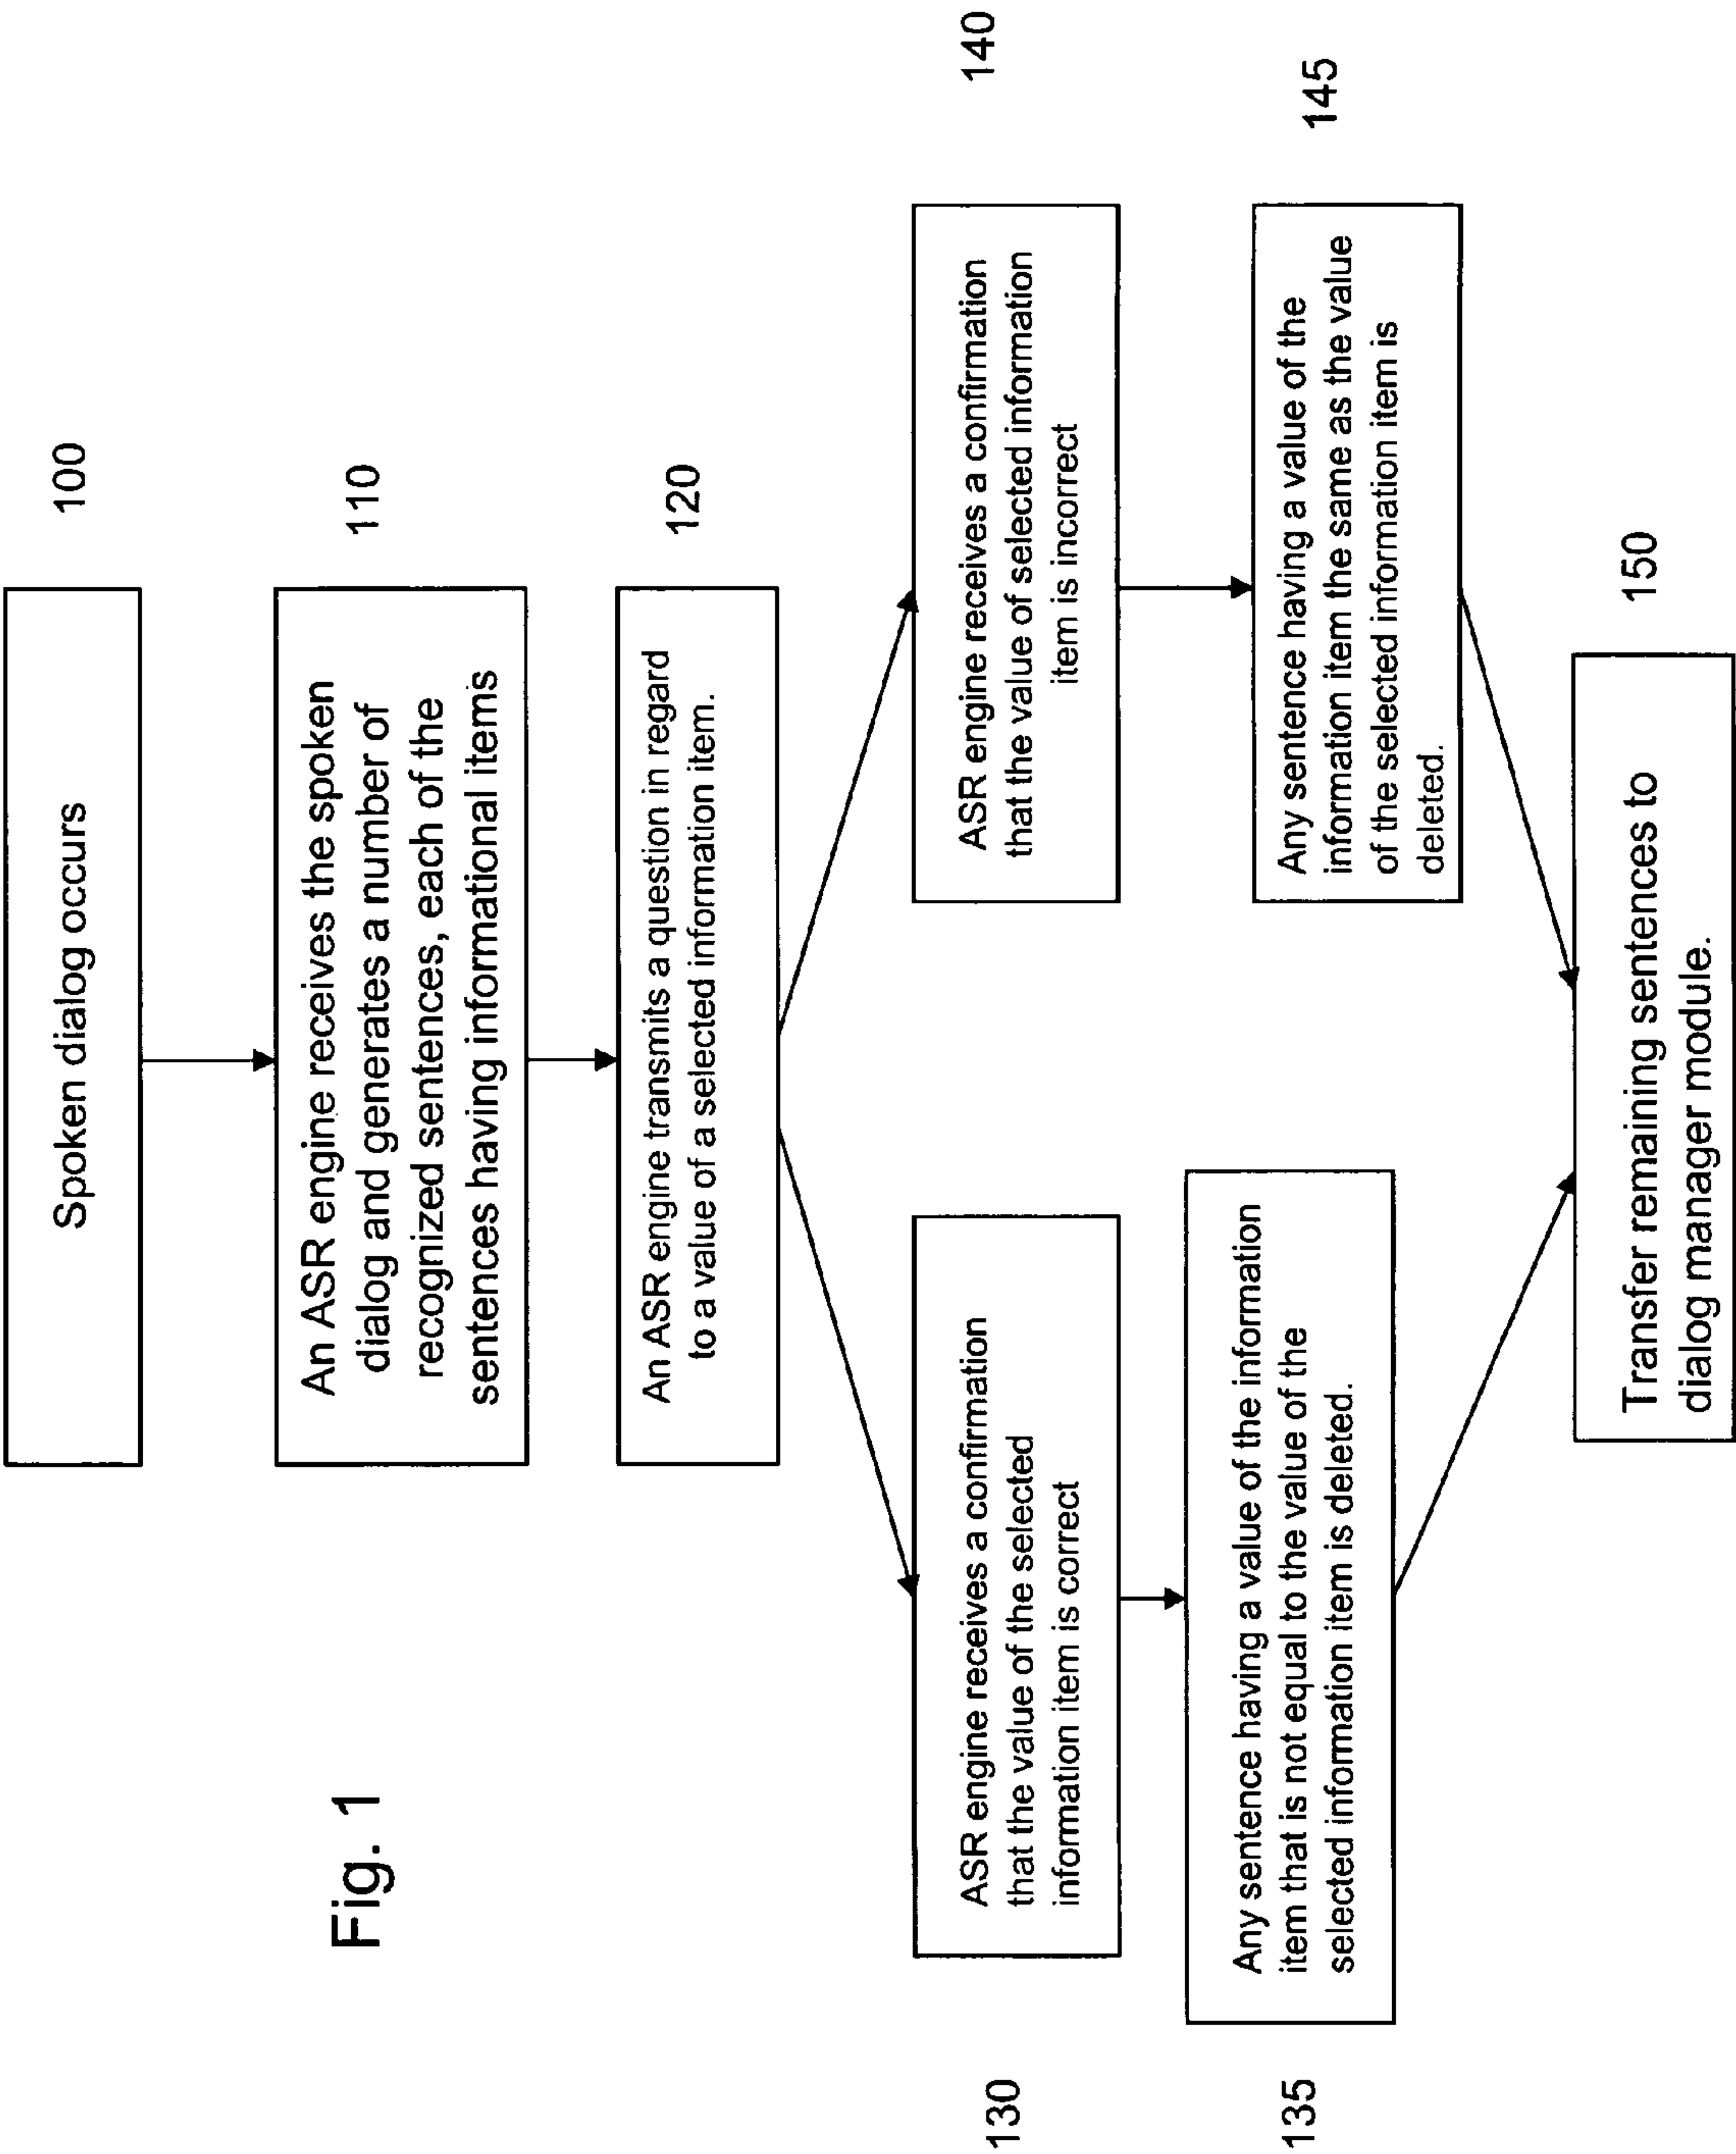 Fig. 1
Spoken dialog occurs
100
An ASR engine receives the spoken
dialog and generates a number of
recognized sentences, each of the
sentences having informational items
110
An ASR engine transmits a question in regard
to a value of a selected information item.
120
130
ASR engine receives a confirmation
that the value of the selected
information item is correct
ASR engine receives a confirmation
that the value of selected information
item is incorrect
140
135
Any sentence having a value of the information
item that is not equal to the value of the
selected information item is deleted.
Any sentence having a value of the
information item the same as the value
of the selected information item is
deleted.
145
Transfer remaining sentences to
dialog manager module.
150